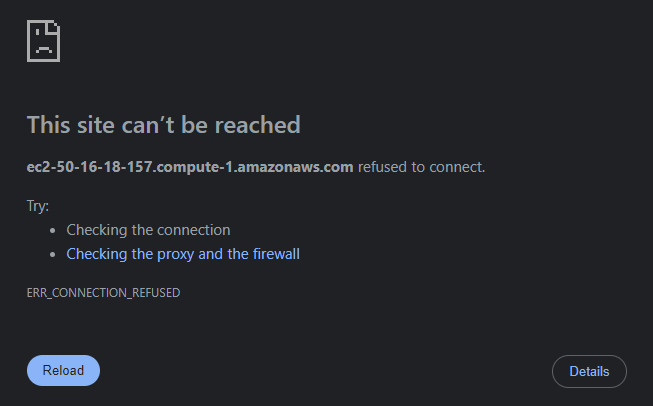 This site can’t be reached
ec2-50-16-18-157.compute-1.amazonaws.com refused to connect.
Try:
• Checking the connection
• Checking the proxy and the firewall
ERR_CONNECTION_REFUSED
Reload
Details